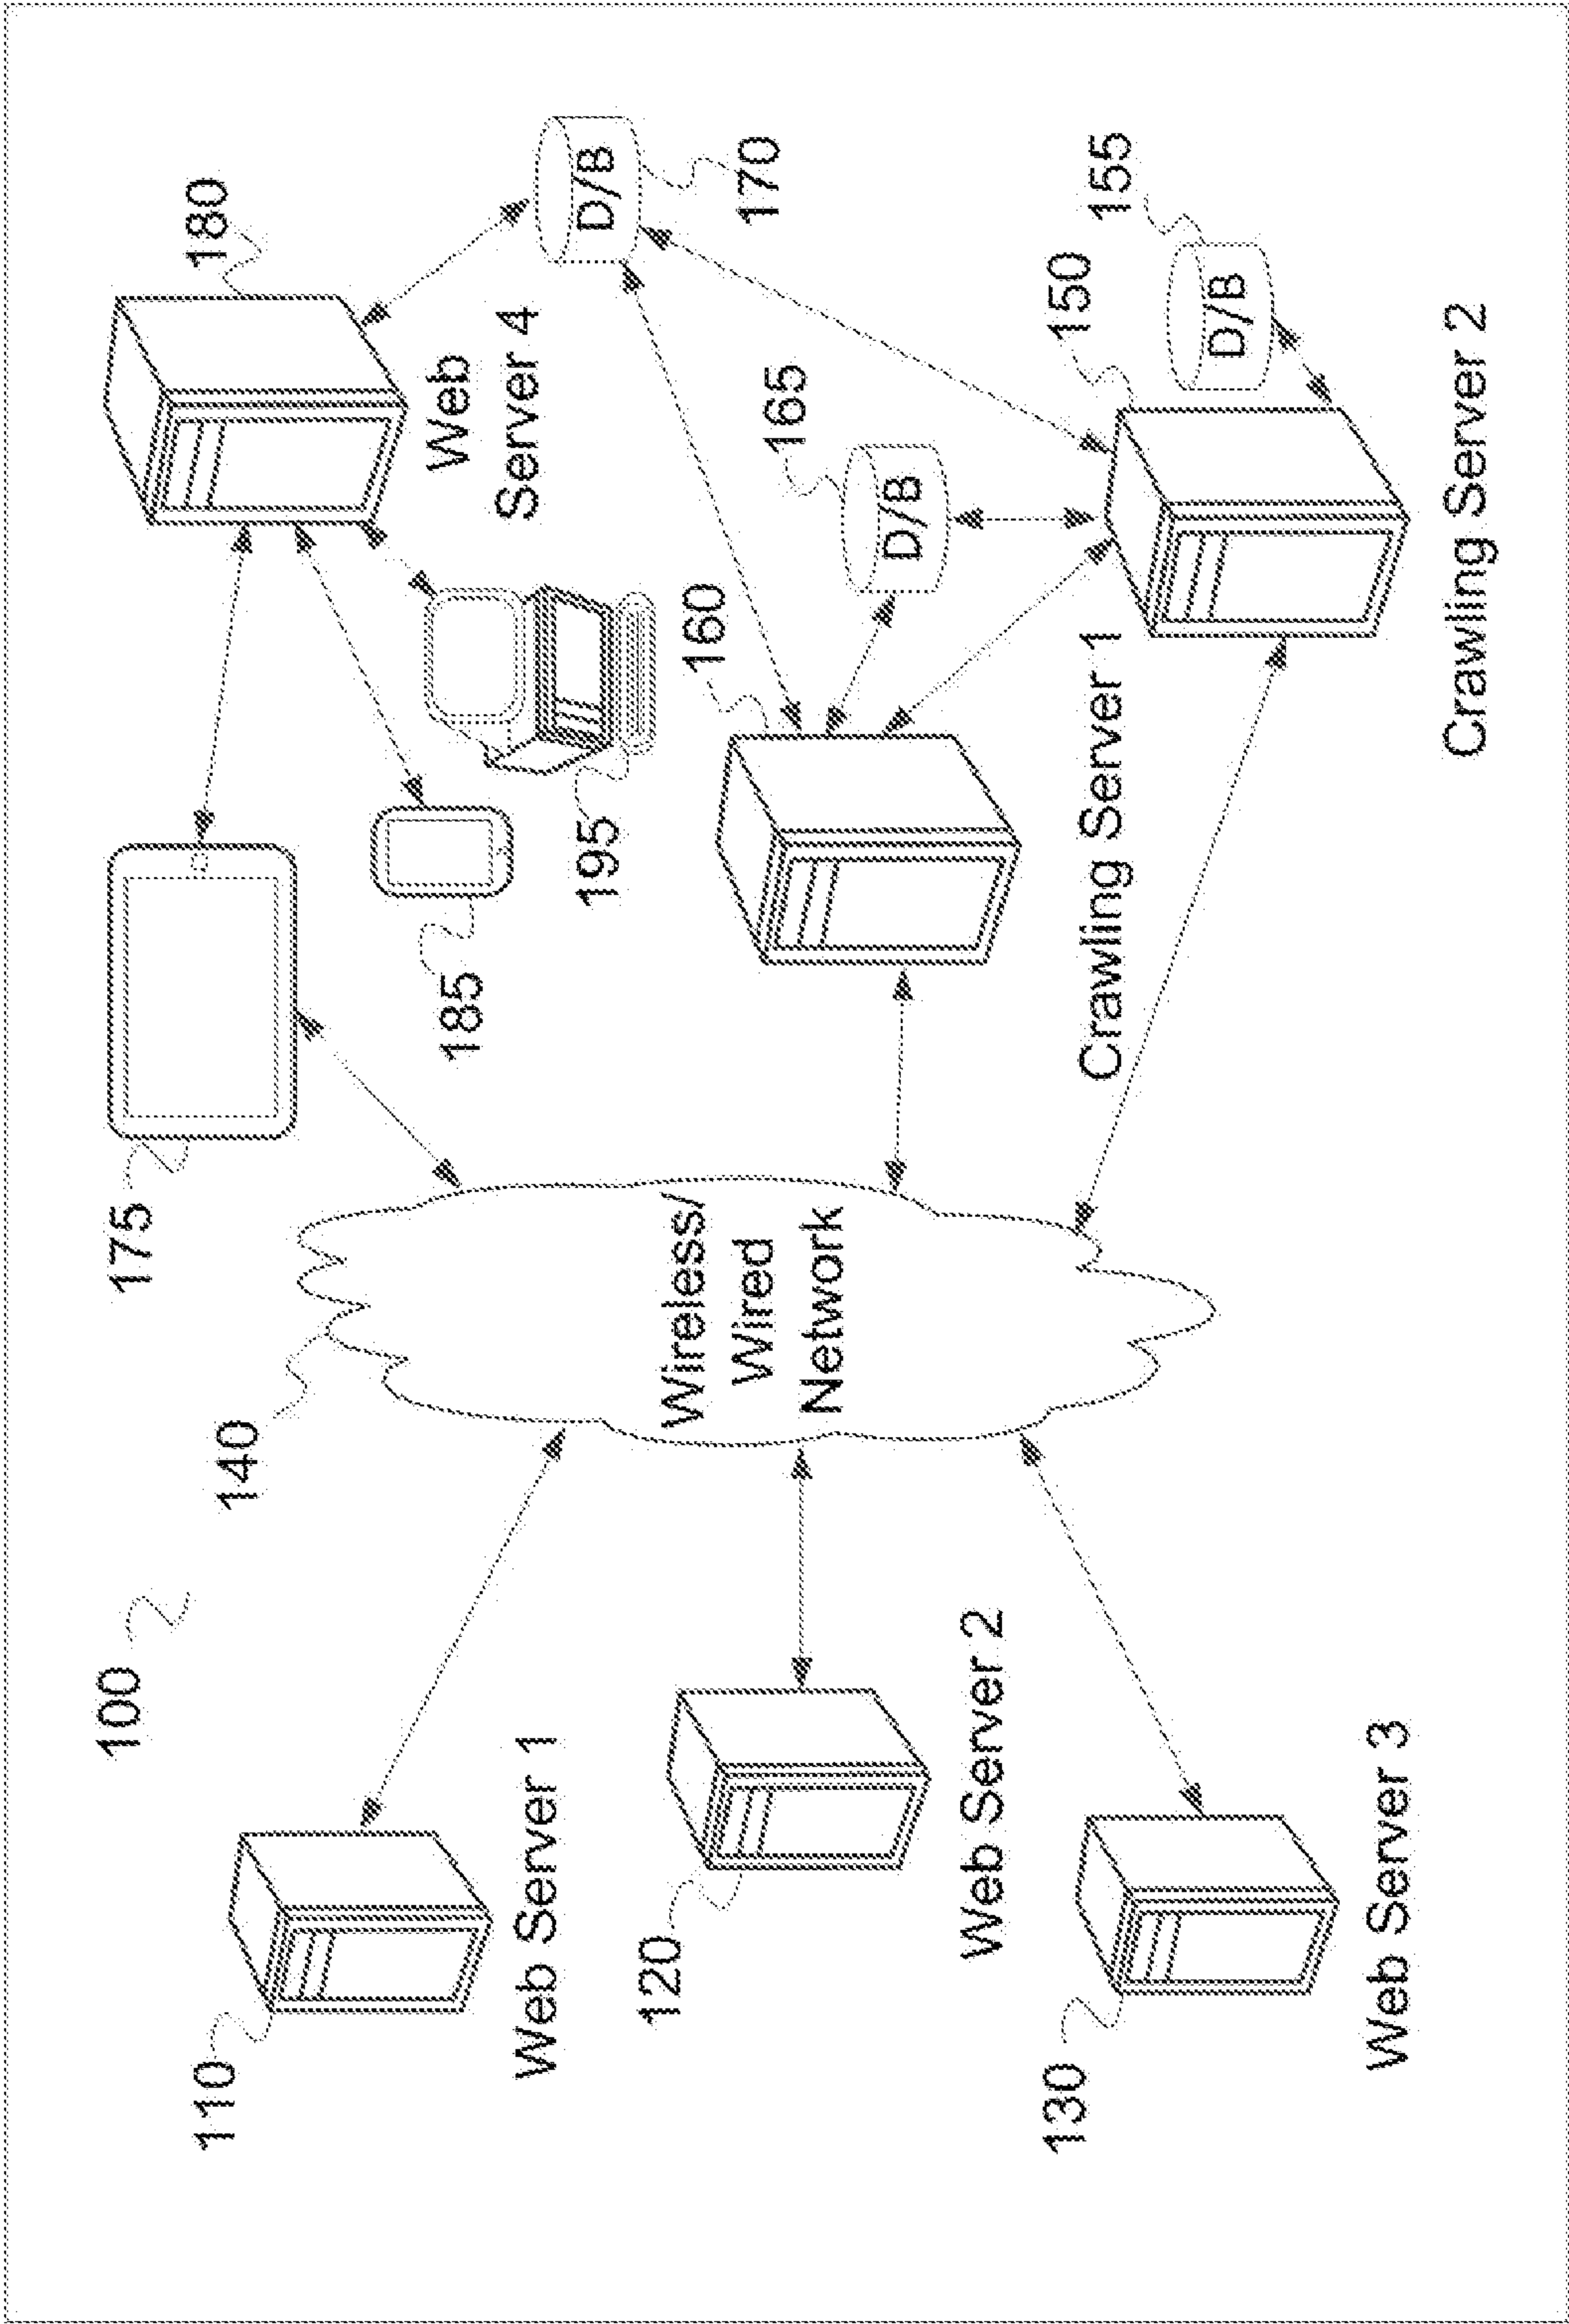 100
110
Web Server 1
120
Web Server 2
130
Web Server 3
140
Wireless/
Wired
Network
175
185
195
180
Web
Server 4
D/B
170
160
Crawling Server 1
165
D/B
150
Crawling Server 2
155
D/B